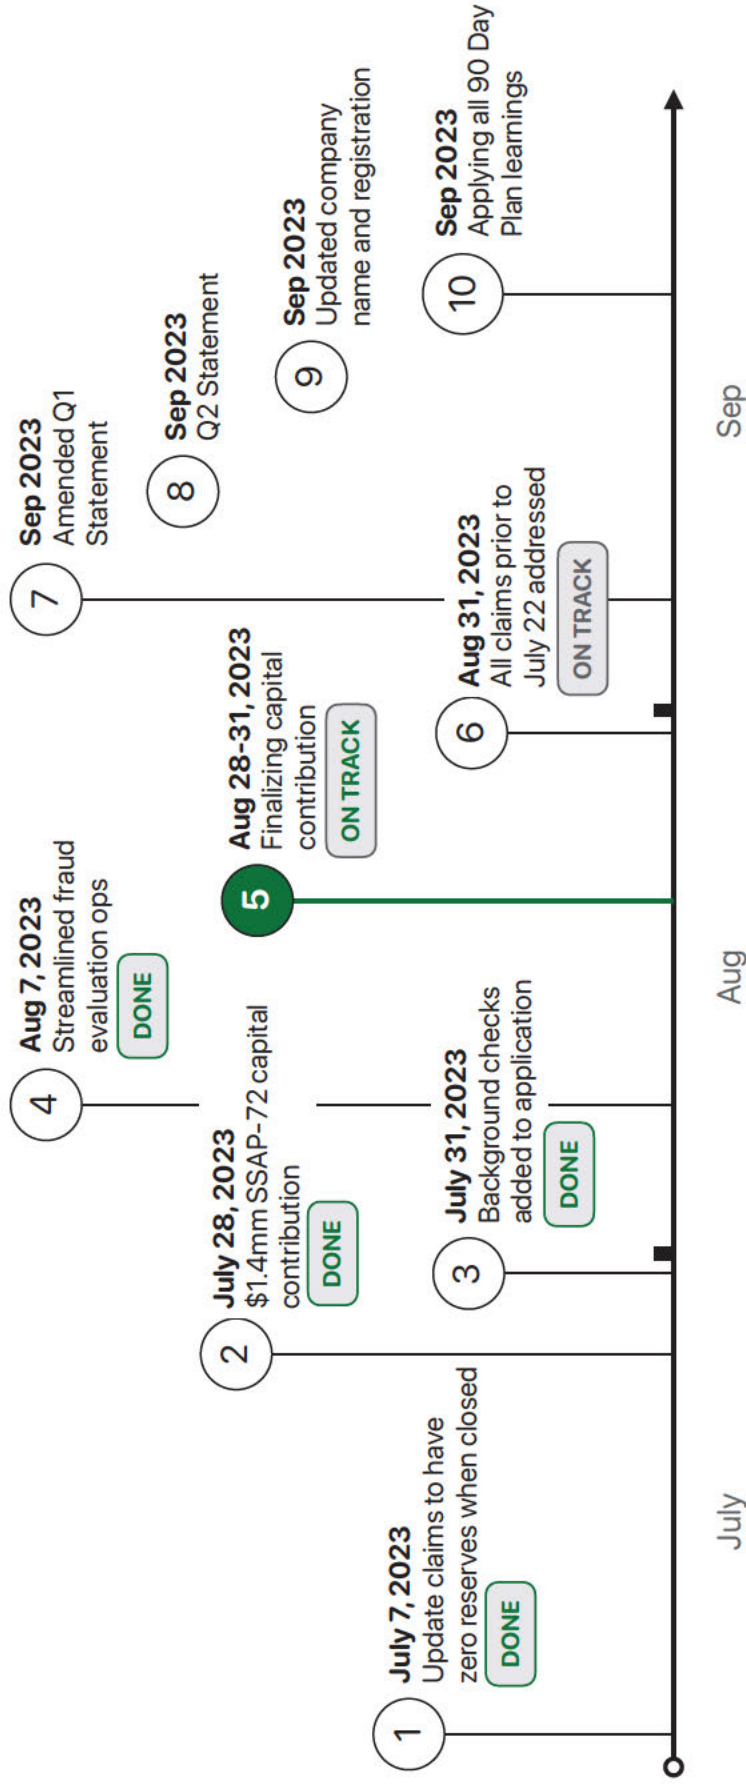 1
July 7, 2023
Update claims to have
zero reserves when closed
DONE
2
July 28, 2023
$1.4mm SSAP-72 capital
contribution
DONE
3
July 31, 2023
Background checks
added to application
DONE
4
Aug 7, 2023
Streamlined fraud
evaluation ops
DONE
5
Aug 28-31, 2023
Finalizing capital
contribution
ON TRACK
6
Aug 31, 2023
All claims prior to
July 22 addressed
ON TRACK
7
Sep 2023
Amended Q1
Statement
8
Sep 2023
Q2 Statement
9
Sep 2023
Updated company
name and registration
10
Sep 2023
Applying all 90 Day
Plan learnings
July
Aug
Sep